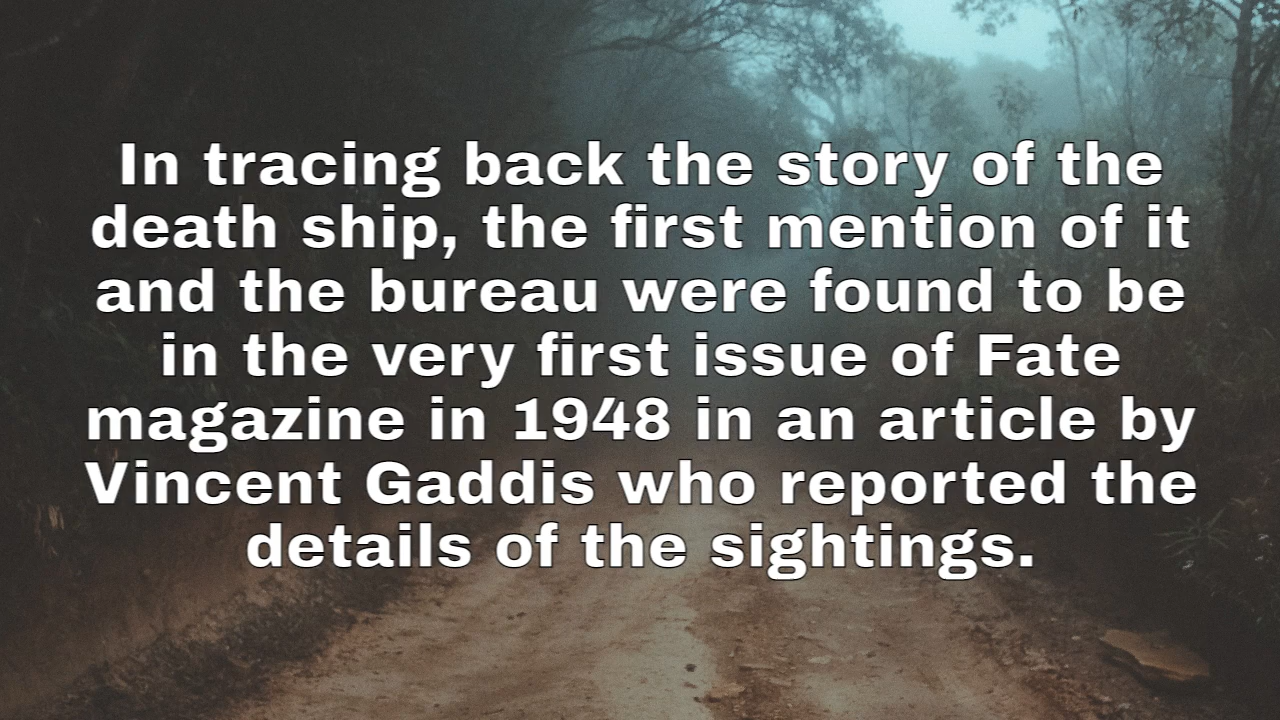 In tracing back the story of the
death ship, the first mention of it
and the bureau were found to be
in the very first issue of Fate
magazine in 1948 in an article by
Vincent Gaddis who reported the
details of the sightings.